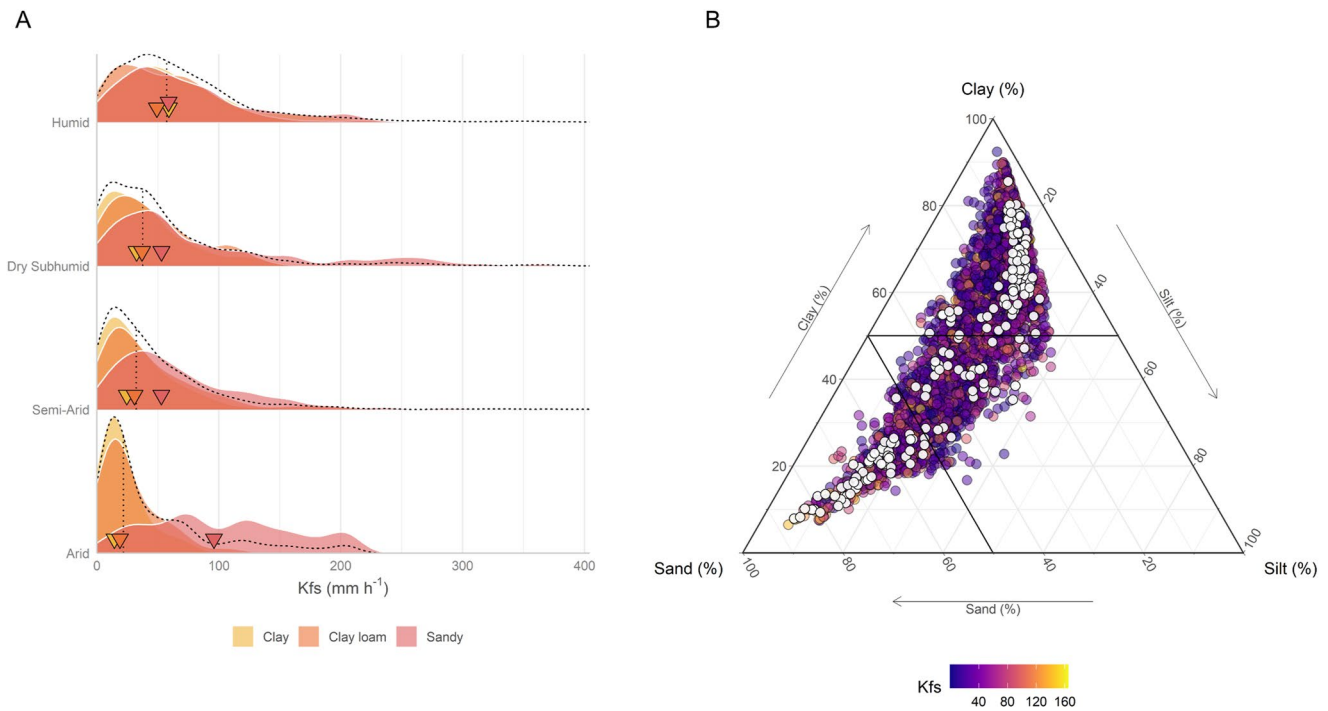 A
Humid
Dry Subhumid
Semi-Arid
Arid
0 100 200 300 400
Kfs (mm h⁻¹)
Clay Clay loam Sandy
B
Clay (%)
100
80
60
40
20
20
40
60
80
100
100
80
60
40
20
Clay (%)
Silt (%)
Sand (%)
Sand (%)
Silt (%)
Kfs
40 80 120 160